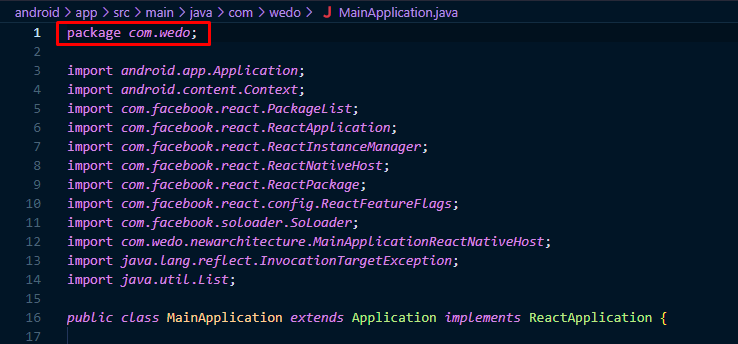 android > app > src > main > java > com > wedo > J MainApplication.java
1 package com.wedo;
2
3 import android.app.Application;
4 import android.content.Context;
5 import com.facebook.react.PackageList;
6 import com.facebook.react.ReactApplication;
7 import com.facebook.react.ReactInstanceManager;
8 import com.facebook.react.ReactNativeHost;
9 import com.facebook.react.ReactPackage;
10 import com.facebook.react.config.ReactFeatureFlags;
11 import com.facebook.soloader.SoLoader;
12 import com.wedo.newarchitecture.MainApplicationReactNativeHost;
13 import java.lang.reflect.InvocationTargetException;
14 import java.util.List;
15
16 public class MainApplication extends Application implements ReactApplication {
17